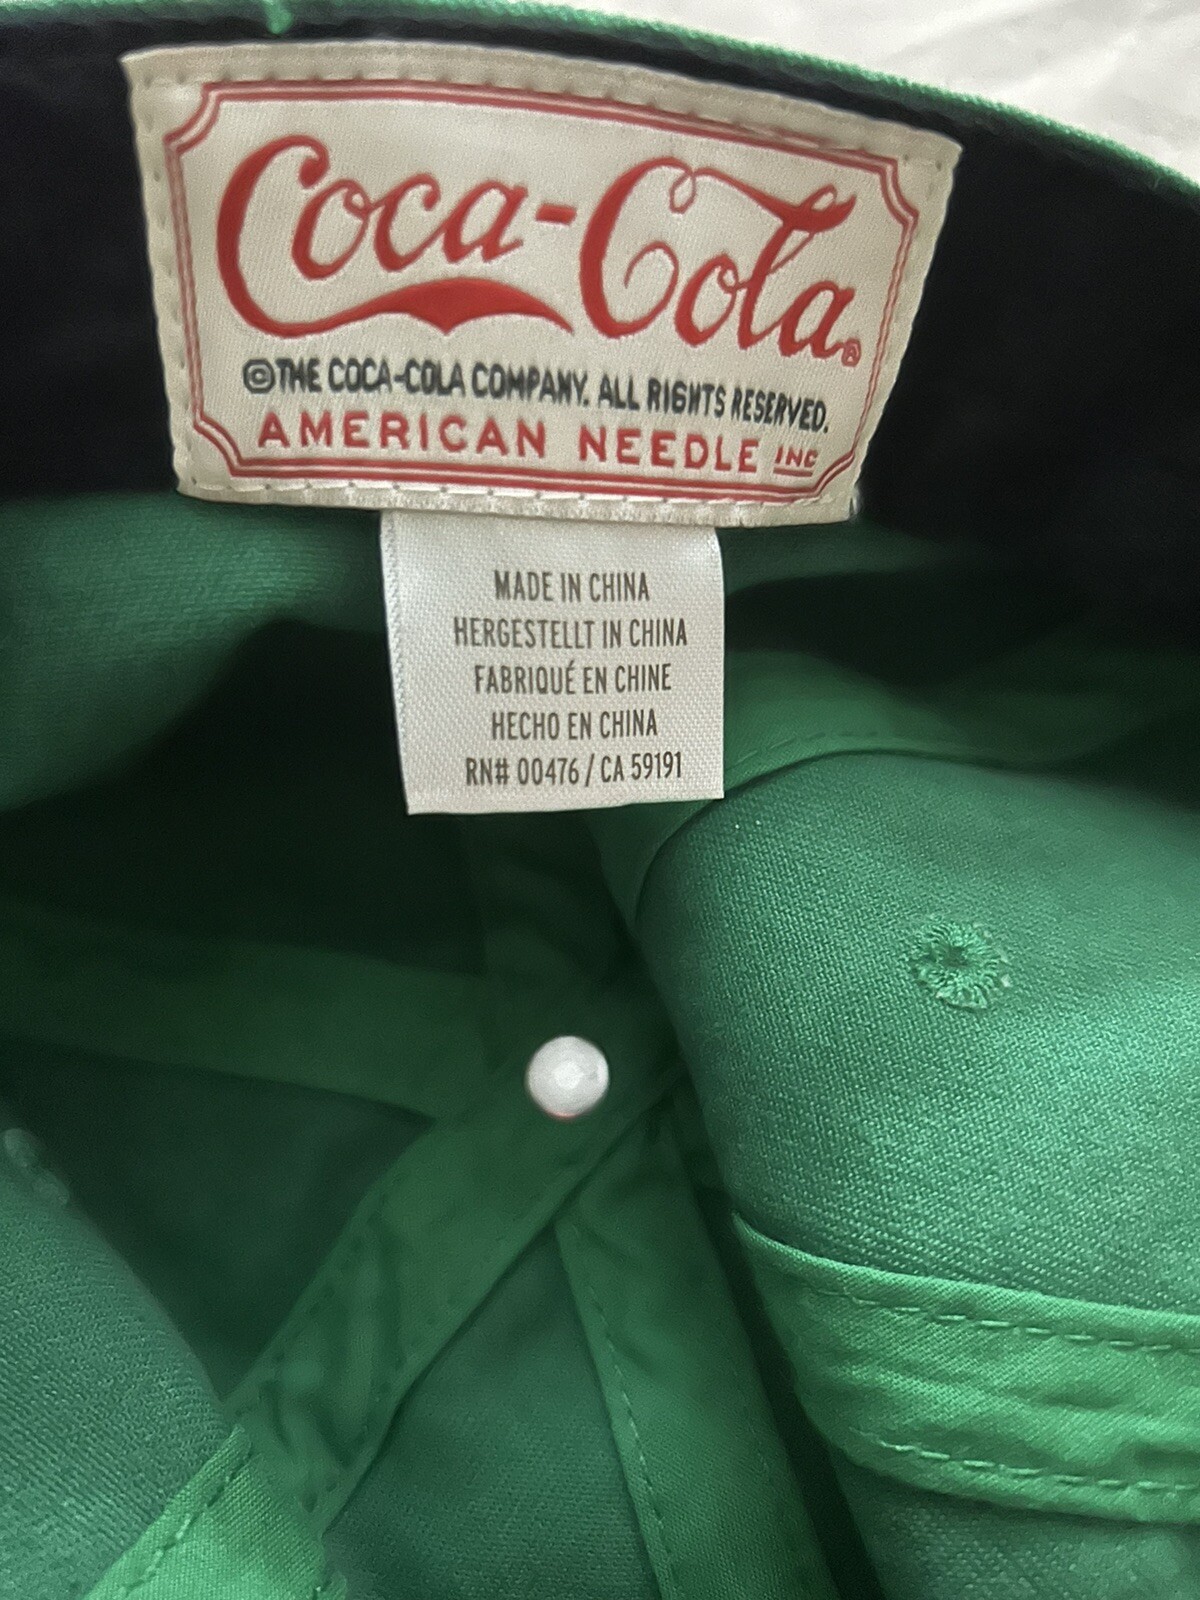 Coca-Cola®
©THE COCA-COLA COMPANY. ALL RIGHTS RESERVED.
AMERICAN NEEDLE INC
MADE IN CHINA
HERGESTELLT IN CHINA
FABRIQUÉ EN CHINE
HECHO EN CHINA
RN# 00476 / CA 59191